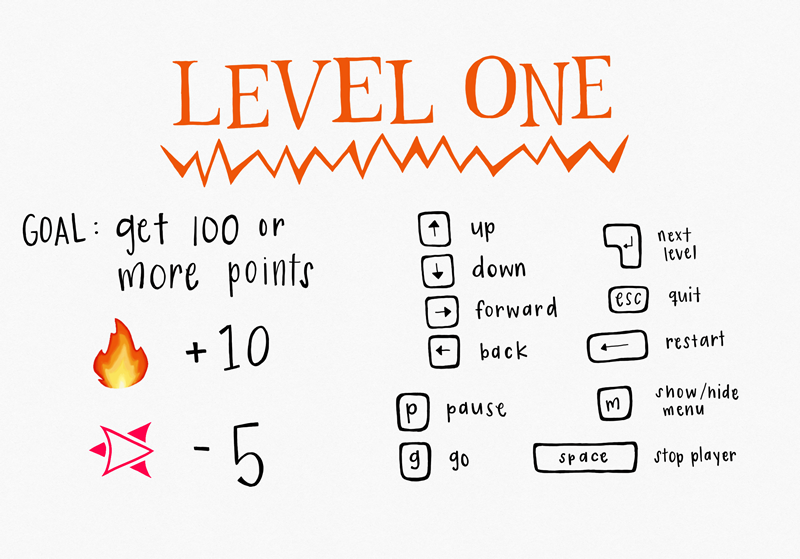 LEVEL ONE
GOAL: get 100 or
more points
+10
-5
↑ up
↓ down
→ forward
← back
p pause
g go
↵ next
level
esc quit
← restart
m show/hide
menu
space stop player